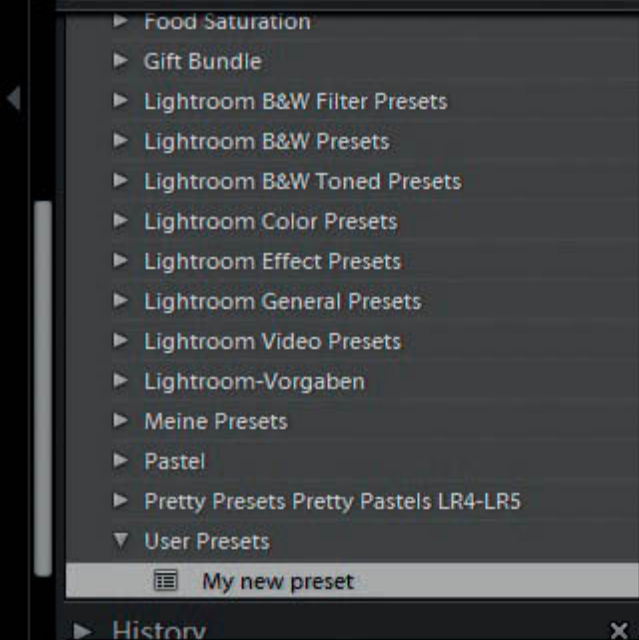 Food Saturation
Gift Bundle
Lightroom B&W Filter Presets
Lightroom B&W Presets
Lightroom B&W Toned Presets
Lightroom Color Presets
Lightroom Effect Presets
Lightroom General Presets
Lightroom Video Presets
Lightroom-Vorgaben
Meine Presets
Pastel
Pretty Presets Pretty Pastels LR4-LR5
User Presets
My new preset
History